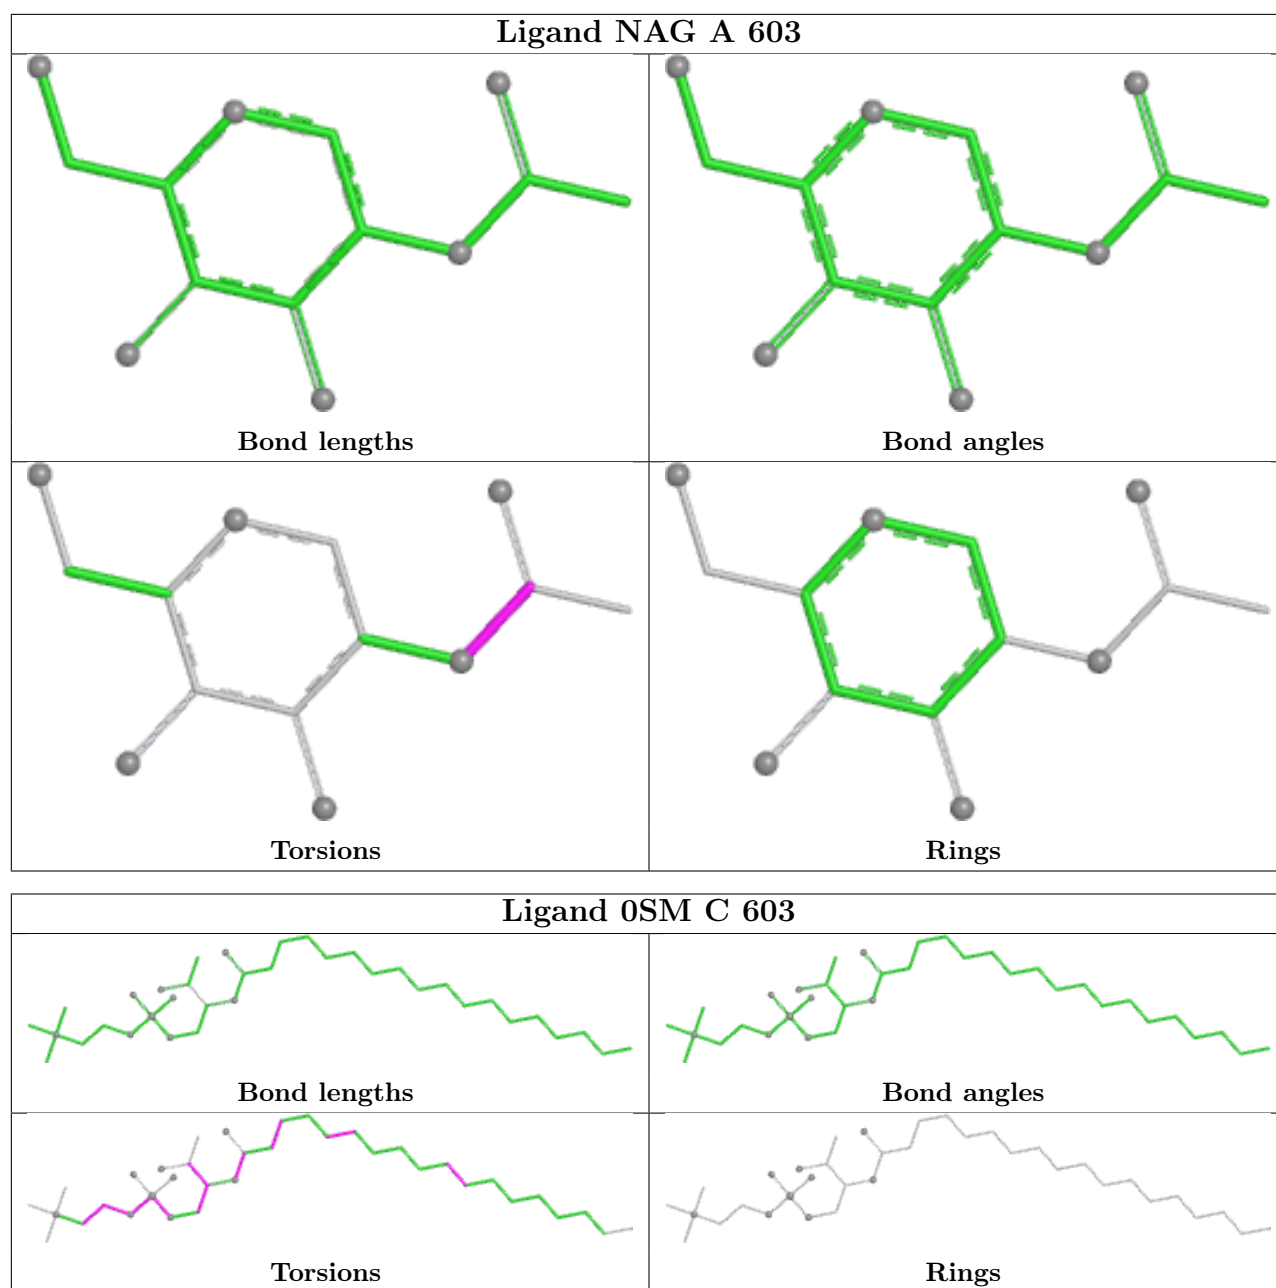 Ligand NAG A 603
Bond lengths
Bond angles
Torsions
Rings
Ligand 0SM C 603
Bond lengths
Bond angles
Torsions
Rings